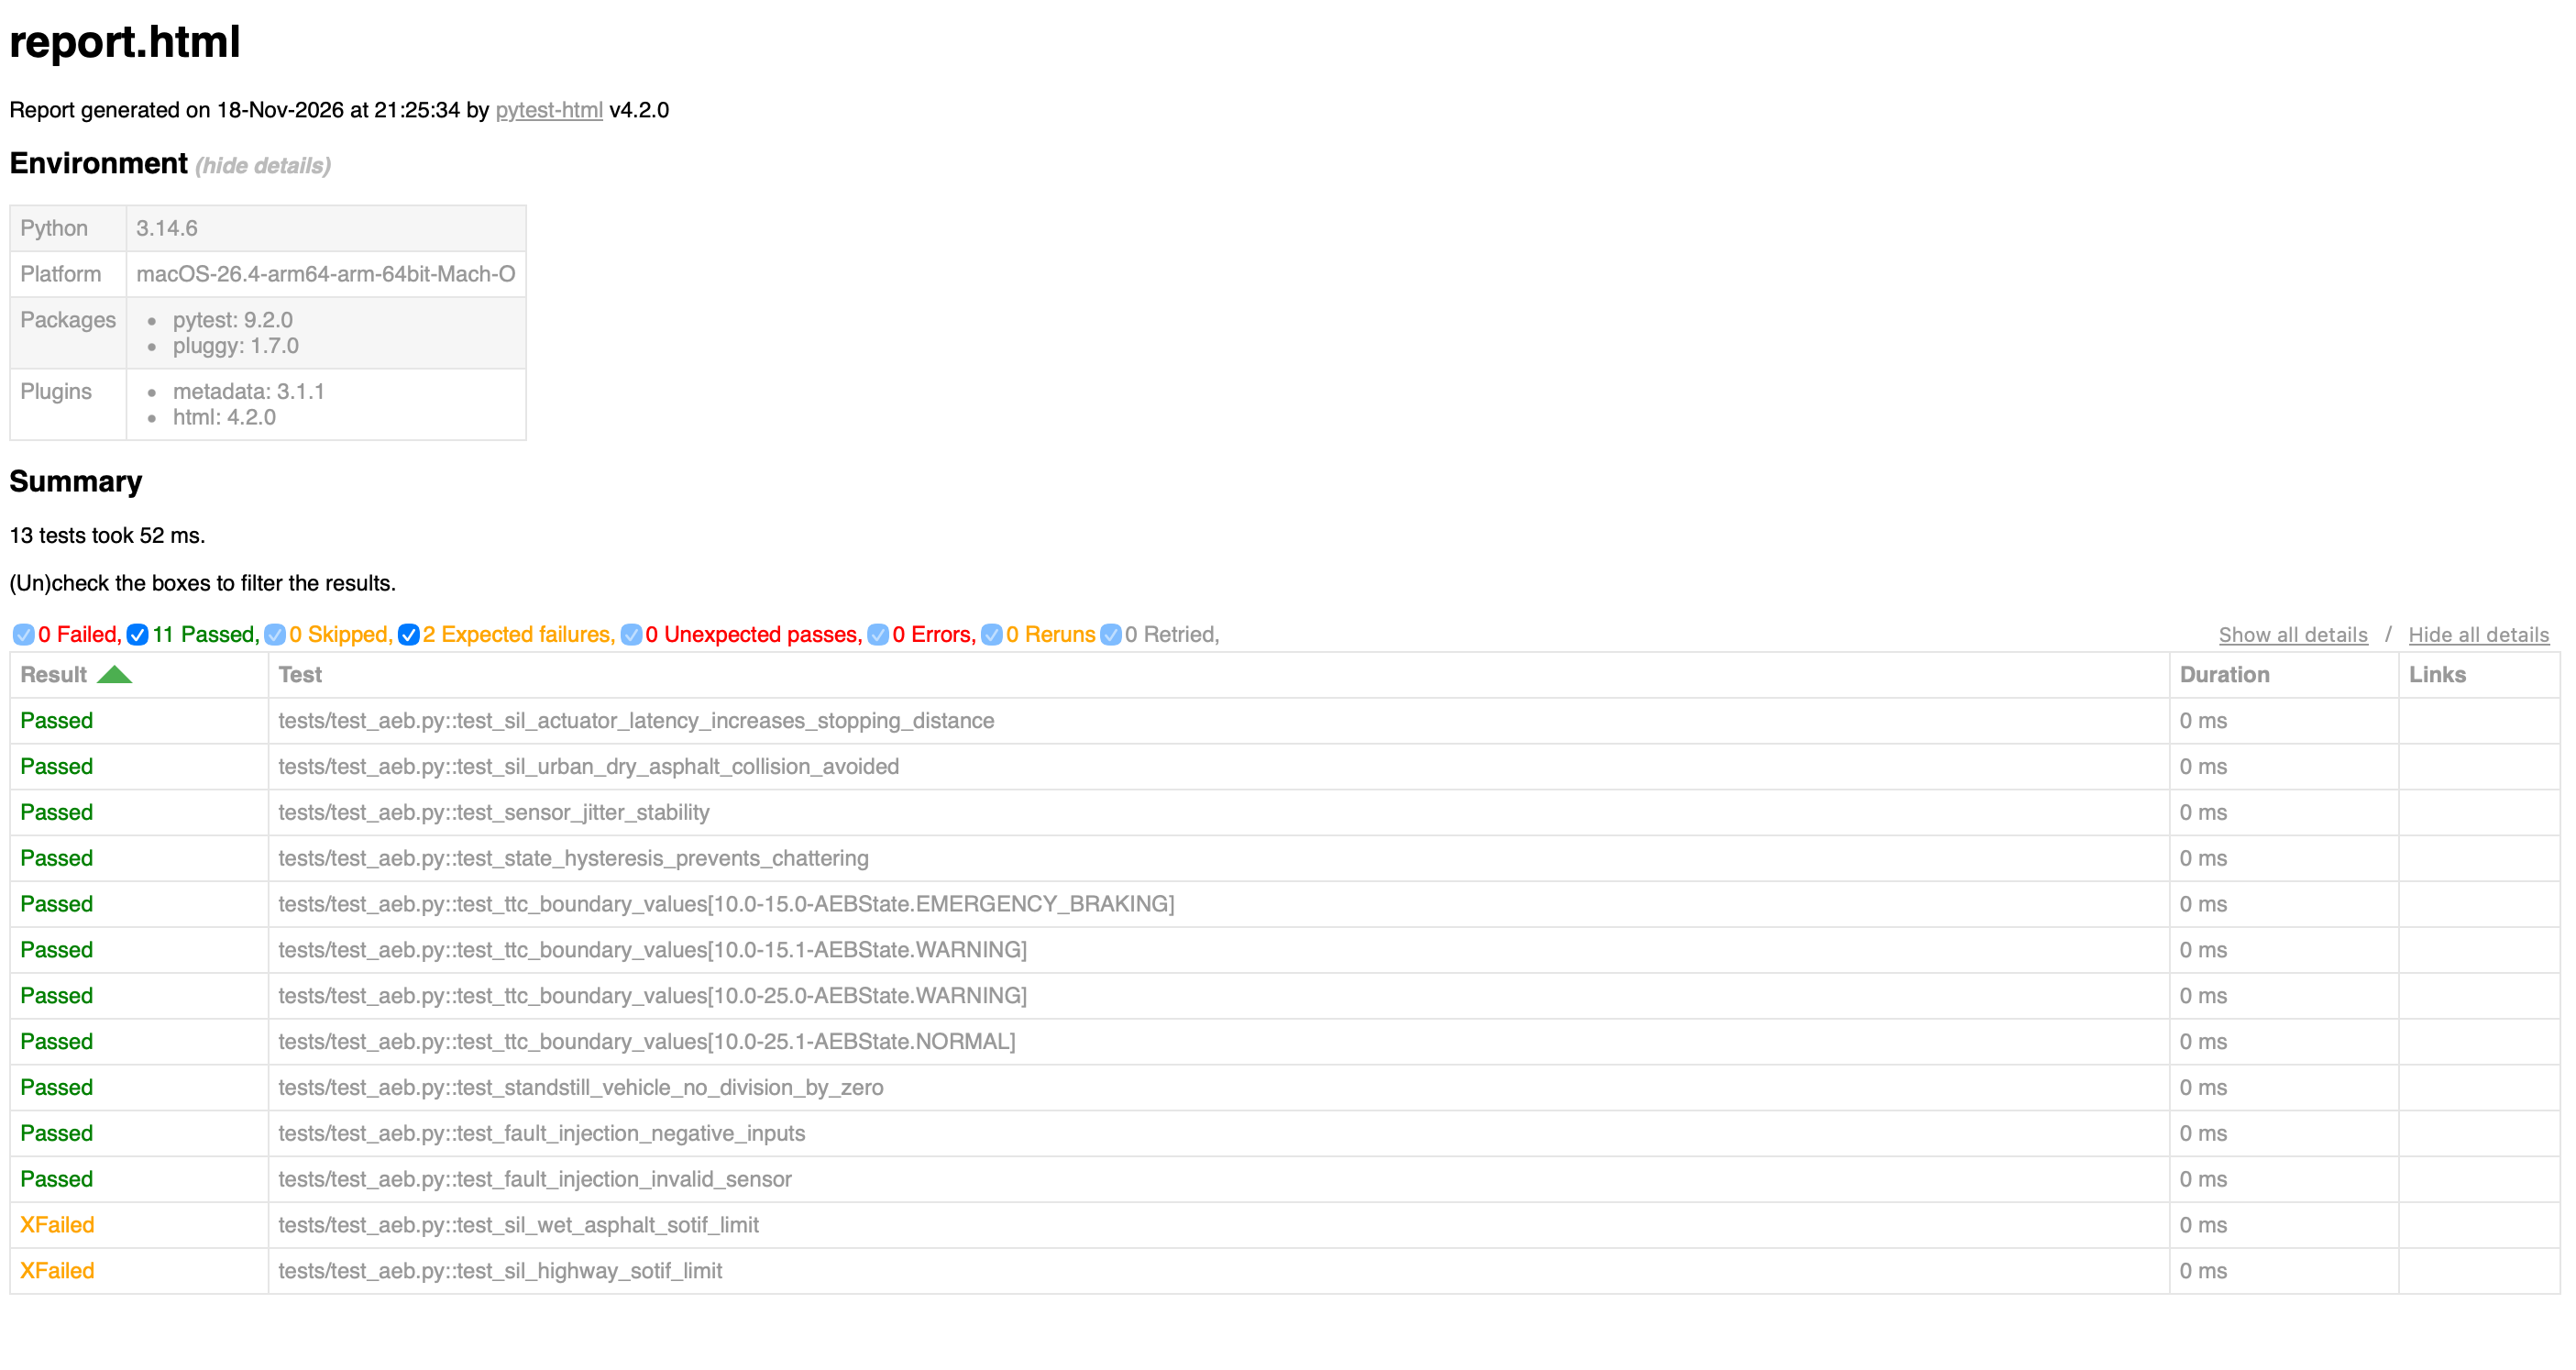 report.html
Report generated on 18-Nov-2026 at 21:25:34 by pytest-html v4.2.0
Environment (hide details)
Python 3.14.6
Platform macOS-26.4-arm64-arm-64bit-Mach-O
Packages • pytest: 9.2.0
• pluggy: 1.7.0
Plugins • metadata: 3.1.1
• html: 4.2.0
Summary
13 tests took 52 ms.
(Un)check the boxes to filter the results.
0 Failed, 11 Passed, 0 Skipped, 2 Expected failures, 0 Unexpected passes, 0 Errors, 0 Reruns 0 Retried, Show all details / Hide all details
Result Test Duration Links
Passed tests/test_aeb.py::test_sil_actuator_latency_increases_stopping_distance 0 ms
Passed tests/test_aeb.py::test_sil_urban_dry_asphalt_collision_avoided 0 ms
Passed tests/test_aeb.py::test_sensor_jitter_stability 0 ms
Passed tests/test_aeb.py::test_state_hysteresis_prevents_chattering 0 ms
Passed tests/test_aeb.py::test_ttc_boundary_values[10.0-15.0-AEBState.EMERGENCY_BRAKING] 0 ms
Passed tests/test_aeb.py::test_ttc_boundary_values[10.0-15.1-AEBState.WARNING] 0 ms
Passed tests/test_aeb.py::test_ttc_boundary_values[10.0-25.0-AEBState.WARNING] 0 ms
Passed tests/test_aeb.py::test_ttc_boundary_values[10.0-25.1-AEBState.NORMAL] 0 ms
Passed tests/test_aeb.py::test_standstill_vehicle_no_division_by_zero 0 ms
Passed tests/test_aeb.py::test_fault_injection_negative_inputs 0 ms
Passed tests/test_aeb.py::test_fault_injection_invalid_sensor 0 ms
XFailed tests/test_aeb.py::test_sil_wet_asphalt_sotif_limit 0 ms
XFailed tests/test_aeb.py::test_sil_highway_sotif_limit 0 ms